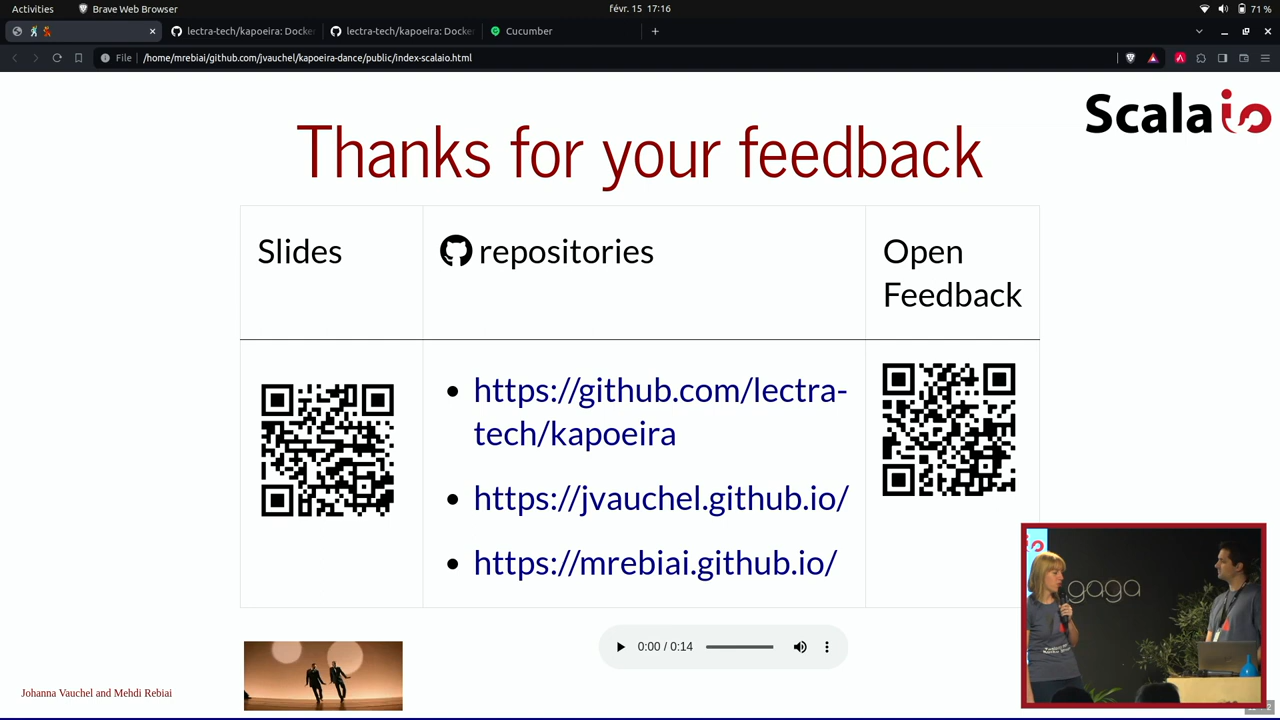 Activities
Brave Web Browser
févr. 15 17:16
71 %
lectra-tech/kapoeira: Docker
lectra-tech/kapoeira: Docker
Cucumber
File
/home/mrebiai/github.com/jvauchel/kapoeira-dance/public/index-scalaio.html
Scala io
Thanks for your feedback
Slides
repositories
Open
Feedback
https://github.com/lectra-
tech/kapoeira
https://jvauchel.github.io/
https://mrebiai.github.io/
gaga
0:00 / 0:14
Johanna Vauchel and Mehdi Rebiai